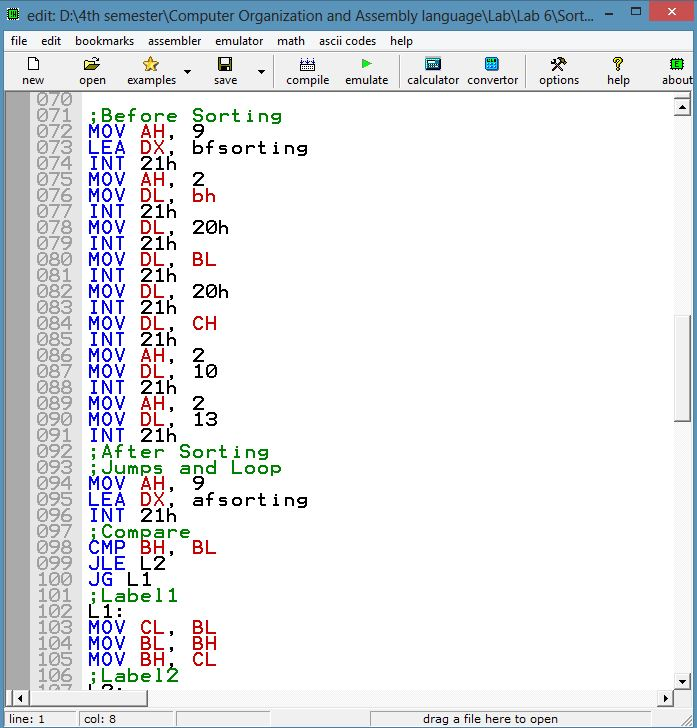 edit: D:\4th semester\Computer Organization and Assembly language\Lab\Lab 6\Sort...
file edit bookmarks assembler emulator math ascii codes help
new open examples save compile emulate calculator convertor options help about
070
071 ;Before Sorting
072 MOV AH, 9
073 LEA DX, bfsorting
074 INT 21h
075 MOV AH, 2
076 MOV DL, bh
077 INT 21h
078 MOV DL, 20h
079 INT 21h
080 MOV DL, BL
081 INT 21h
082 MOV DL, 20h
083 INT 21h
084 MOV DL, CH
085 INT 21h
086 MOV AH, 2
087 MOV DL, 10
088 INT 21h
089 MOV AH, 2
090 MOV DL, 13
091 INT 21h
092 ;After Sorting
093 ;Jumps and Loop
094 MOV AH, 9
095 LEA DX, afsorting
096 INT 21h
097 ;Compare
098 CMP BH, BL
099 JLE L2
100 JG L1
101 ;Label1
102 L1:
103 MOV CL, BL
104 MOV BL, BH
105 MOV BH, CL
106 ;Label2
107 L2:
line: 1 col: 8 drag a file here to open